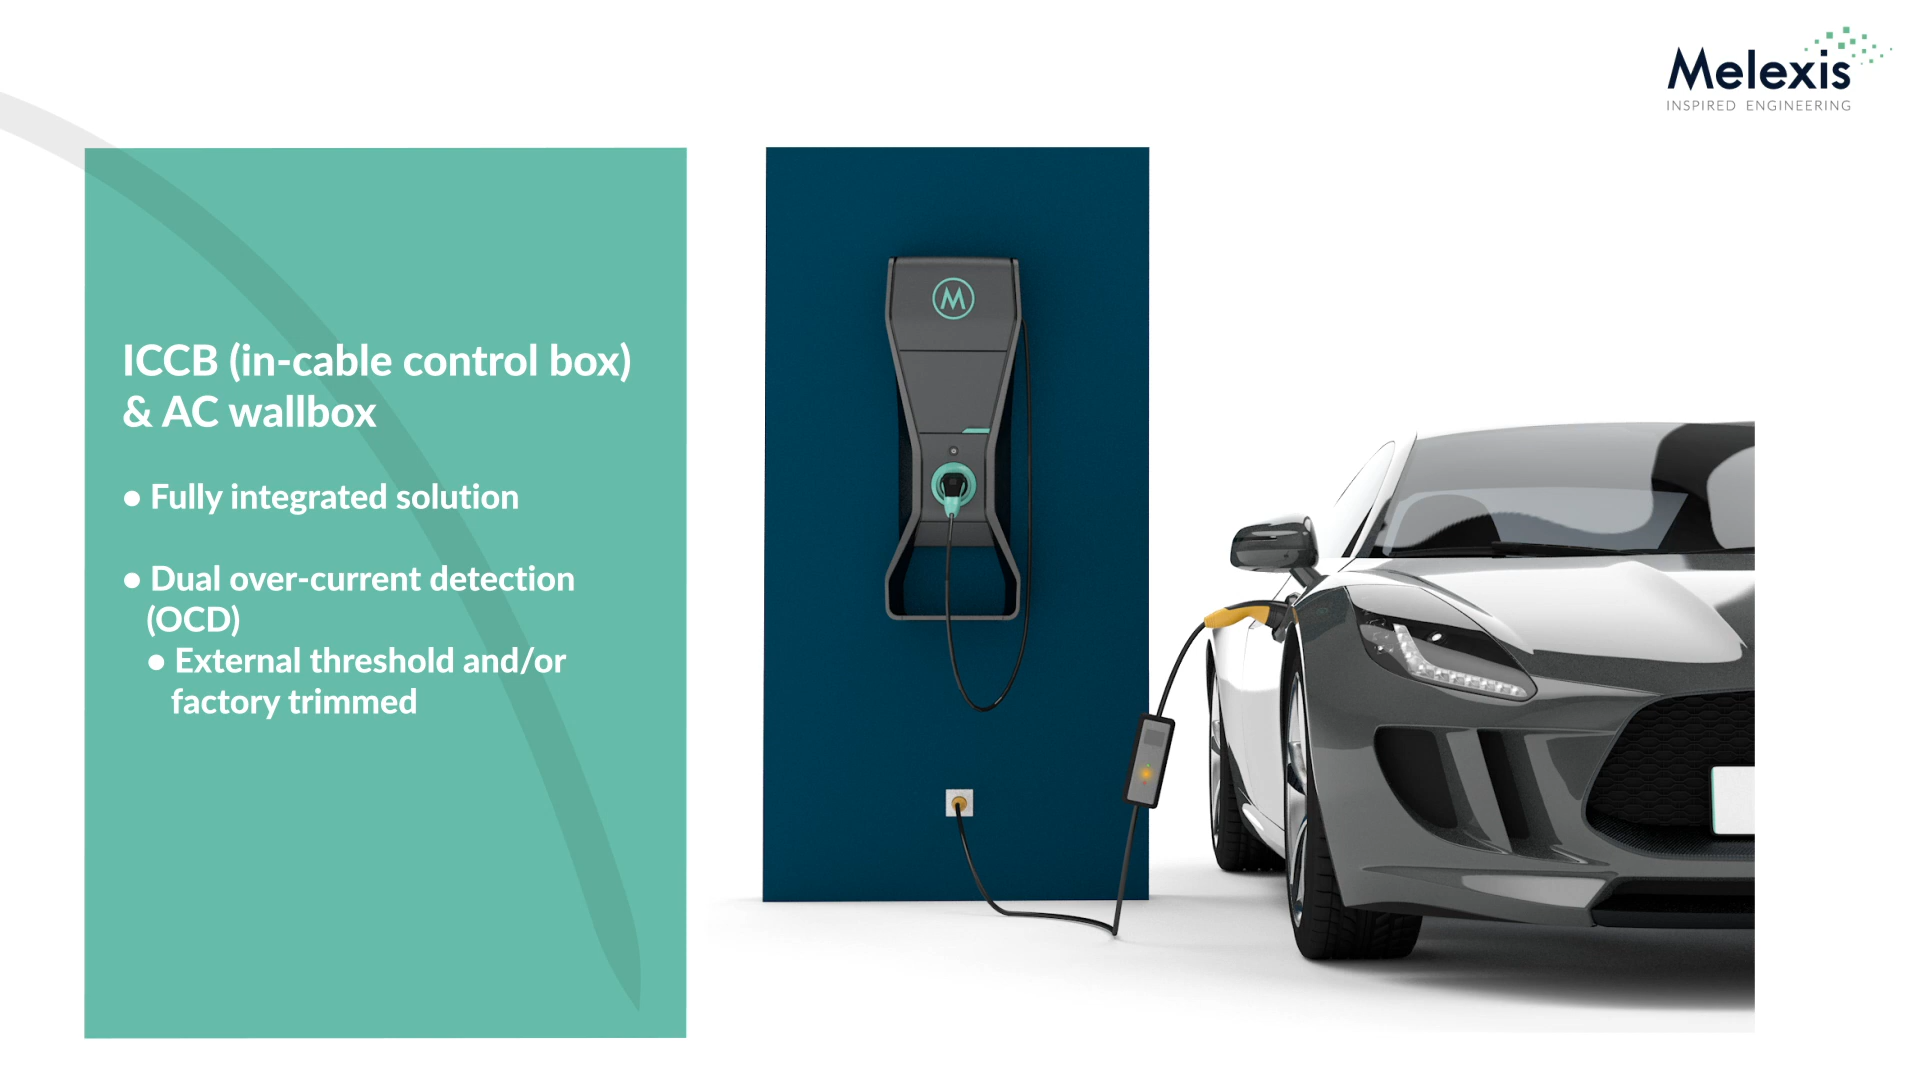 Melexis
INSPIRED ENGINEERING
M
ICCB (in-cable control box)
& AC wallbox
● Fully integrated solution
● Dual over-current detection
(OCD)
● External threshold and/or
factory trimmed